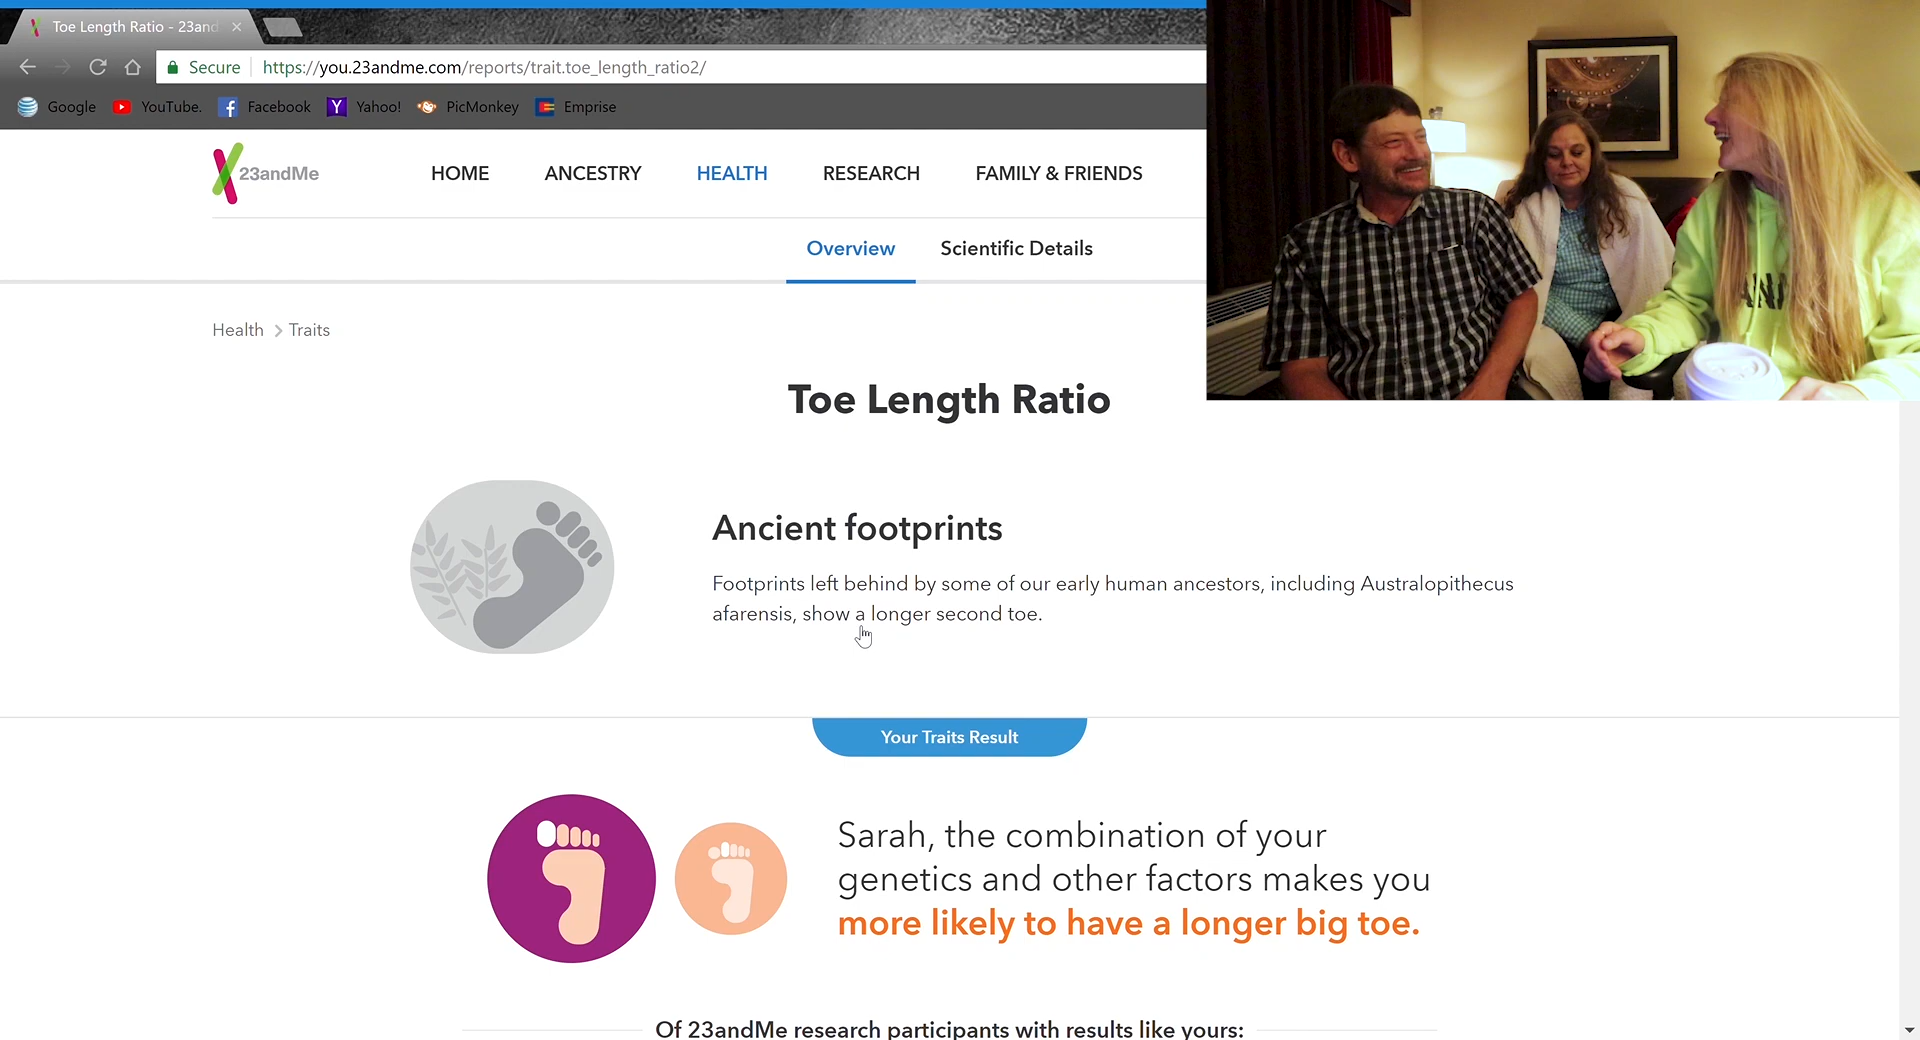 Toe Length Ratio - 23and
Secure https://you.23andme.com/reports/trait.toe_length_ratio2/
Google YouTube. Facebook Yahoo! PicMonkey Emprise
23andMe HOME ANCESTRY HEALTH RESEARCH FAMILY & FRIENDS
Overview Scientific Details
Health > Traits
Toe Length Ratio
Ancient footprints
Footprints left behind by some of our early human ancestors, including Australopithecus
afarensis, show a longer second toe.
Your Traits Result
Sarah, the combination of your
genetics and other factors makes you
more likely to have a longer big toe.
Of 23andMe research participants with results like yours: